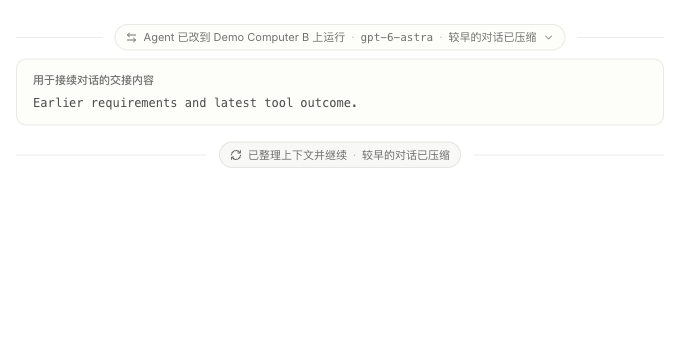 Agent 已改到 Demo Computer B 上运行 · gpt-6-astra · 较早的对话已压缩
用于接续对话的交接内容
Earlier requirements and latest tool outcome.
已整理上下文并继续 · 较早的对话已压缩